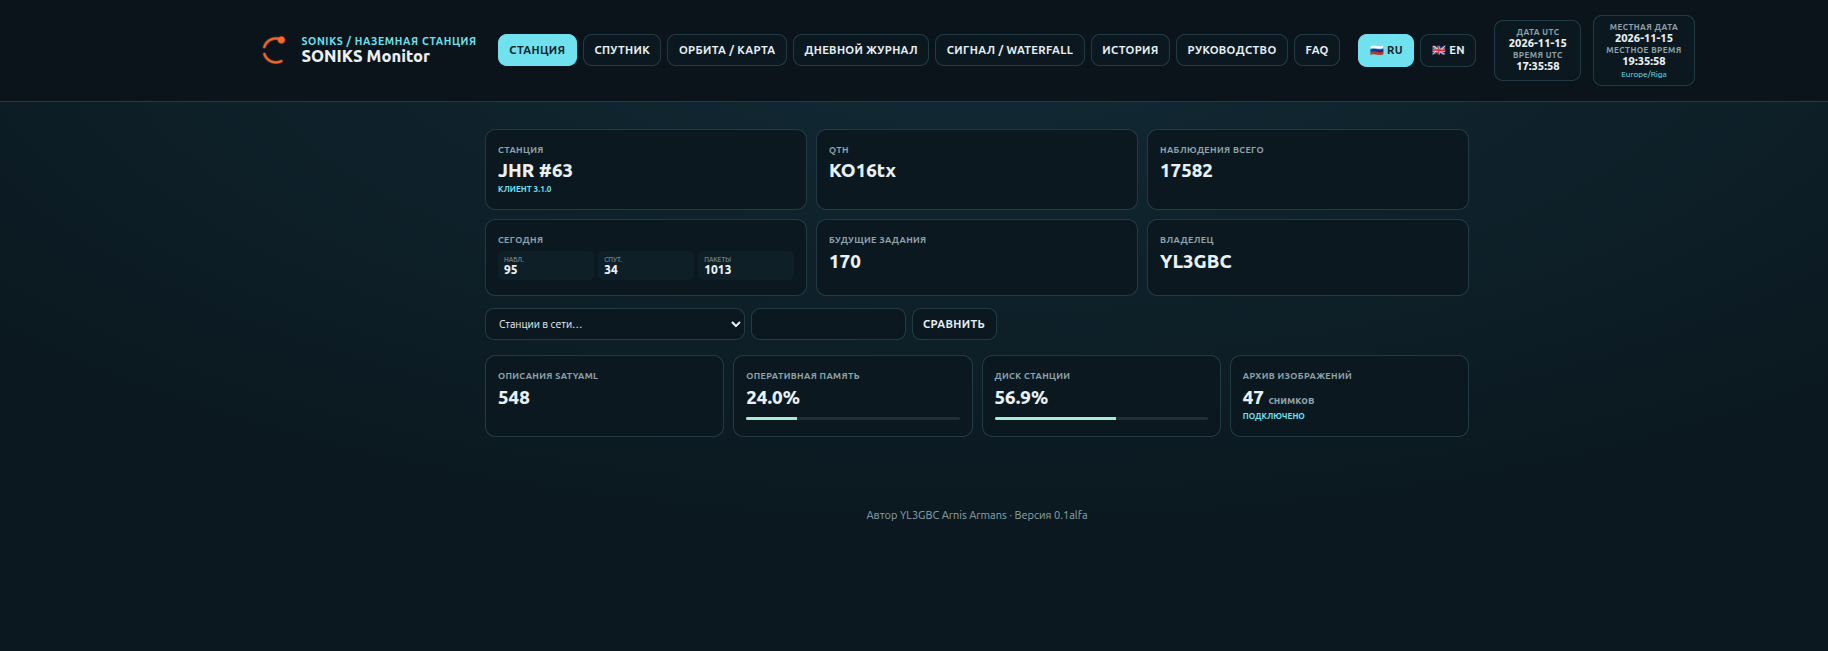 SONIKS / НАЗЕМНАЯ СТАНЦИЯ
SONIKS Monitor
СТАНЦИЯ
СПУТНИК
ОРБИТА / КАРТА
ДНЕВНОЙ ЖУРНАЛ
СИГНАЛ / WATERFALL
ИСТОРИЯ
РУКОВОДСТВО
FAQ
RU
EN
ДАТА UTC
2026-11-15
ВРЕМЯ UTC
17:35:58
МЕСТНАЯ ДАТА
2026-11-15
МЕСТНОЕ ВРЕМЯ
19:35:58
Europe/Riga
СТАНЦИЯ
JHR #63
КЛИЕНТ 3.1.0
QTH
KO16tx
НАБЛЮДЕНИЯ ВСЕГО
17582
СЕГОДНЯ
НАБЛ.
95
СПУТ.
34
ПАКЕТЫ
1013
БУДУЩИЕ ЗАДАНИЯ
170
ВЛАДЕЛЕЦ
YL3GBC
Станции в сети...
СРАВНИТЬ
ОПИСАНИЯ SATYAML
548
ОПЕРАТИВНАЯ ПАМЯТЬ
24.0%
ДИСК СТАНЦИИ
56.9%
АРХИВ ИЗОБРАЖЕНИЙ
47 СНИМКОВ
ПОДКЛЮЧЕНО
Автор YL3GBC Arnis Armans · Версия 0.1alfa